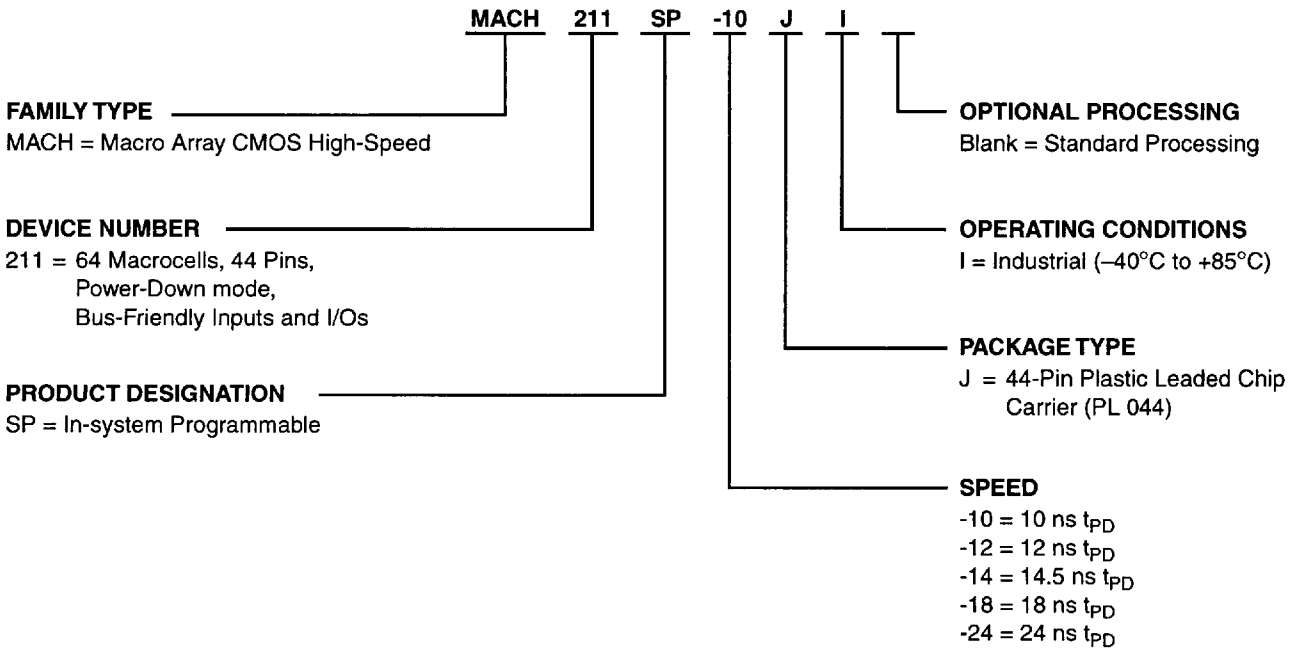 MACH 211 SP -10 J I
FAMILY TYPE
MACH = Macro Array CMOS High-Speed
DEVICE NUMBER
211 = 64 Macrocells, 44 Pins,
Power-Down mode,
Bus-Friendly Inputs and I/Os
PRODUCT DESIGNATION
SP = In-system Programmable
OPTIONAL PROCESSING
Blank = Standard Processing
OPERATING CONDITIONS
I = Industrial (–40°C to +85°C)
PACKAGE TYPE
J = 44-Pin Plastic Leaded Chip
Carrier (PL 044)
SPEED
-10 = 10 ns tPD
-12 = 12 ns tPD
-14 = 14.5 ns tPD
-18 = 18 ns tPD
-24 = 24 ns tPD